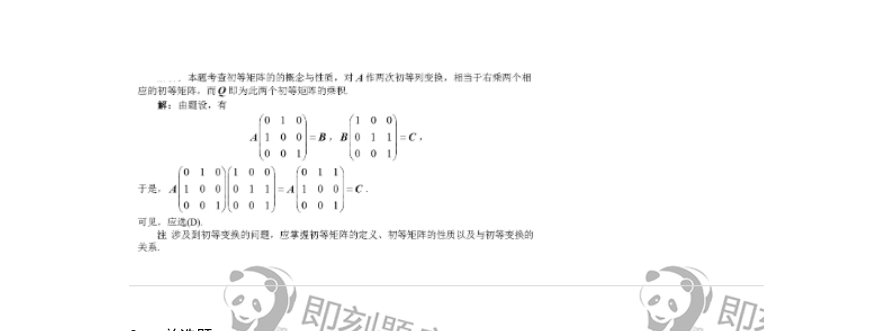 本题考查初等矩阵的的概念与性质，对 A 作两次初等列变换，相当于右乘两个相
应的初等矩阵，而 Q 即为此两个初等矩阵的乘积.
解：由题设，有
A(0 1 0; 1 0 0; 0 0 1) = B，B(1 0 0; 0 1 1; 0 0 1) = C，
于是，A(0 1 0; 1 0 0; 0 0 1)(1 0 0; 0 1 1; 0 0 1) = A(0 1 1; 1 0 0; 0 0 1) = C.
可见，应选(D).
注 涉及到初等变换的问题，应掌握初等矩阵的定义、初等矩阵的性质以及与初等变换的
关系.
即刻题
即